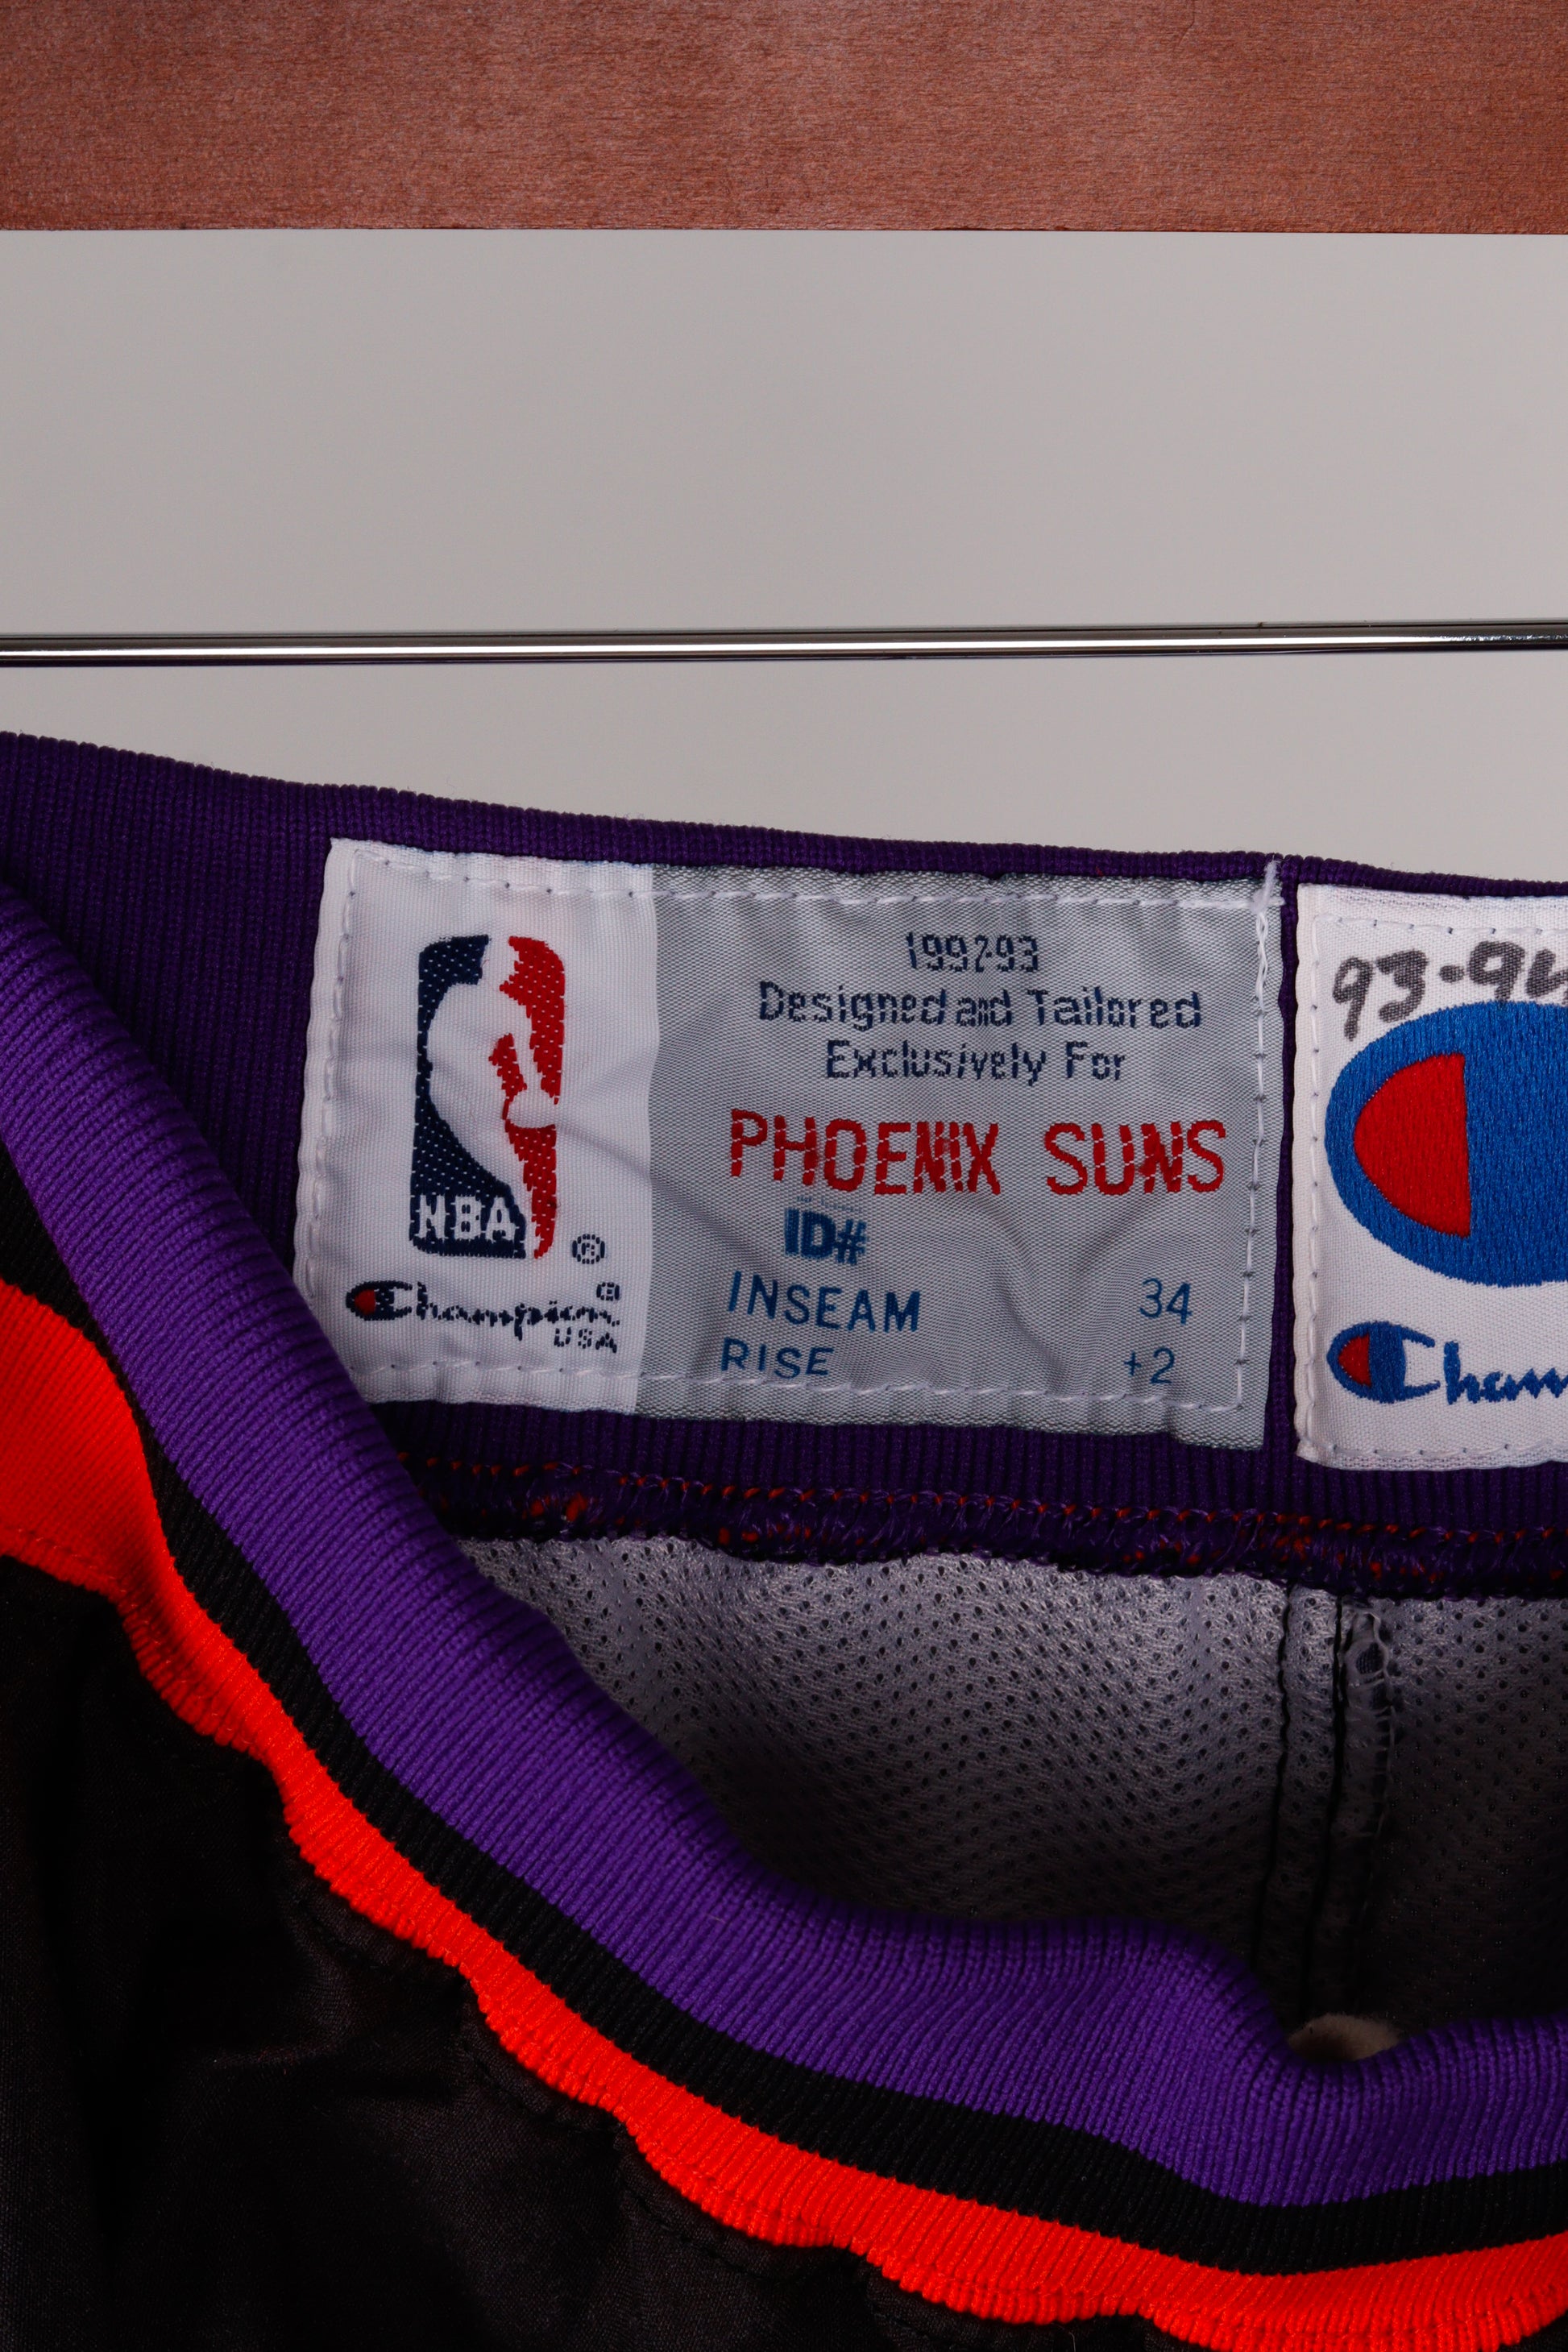 1992-93
Designed and Tailored
Exclusively For
PHOENIX SUNS
ID#
INSEAM 34
RISE +2
NBA ®
Champion ®
USA
93-94